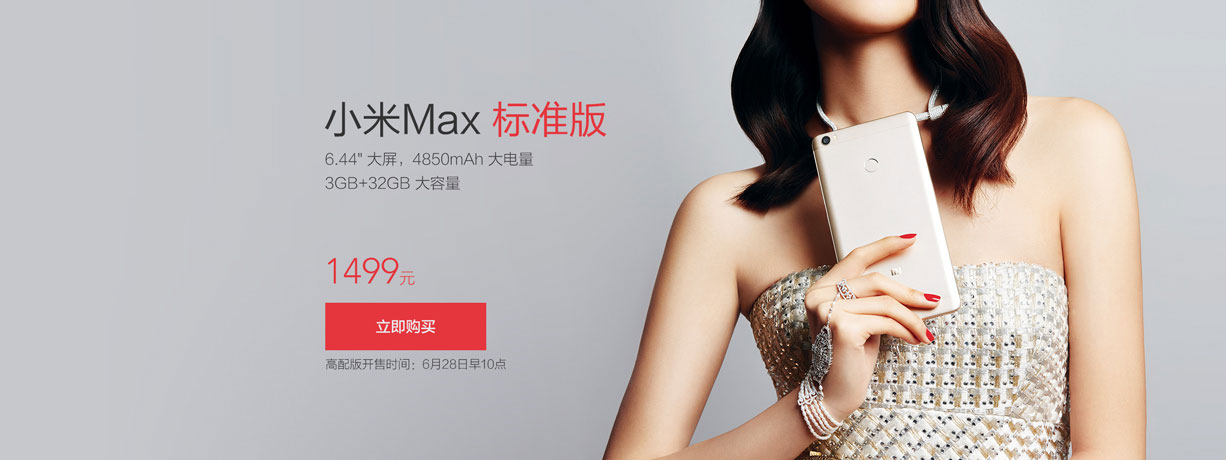 小米Max 标准版
6.44" 大屏，4850mAh 大电量
3GB+32GB 大容量
1499元
立即购买
高配版开售时间：6月28日早10点